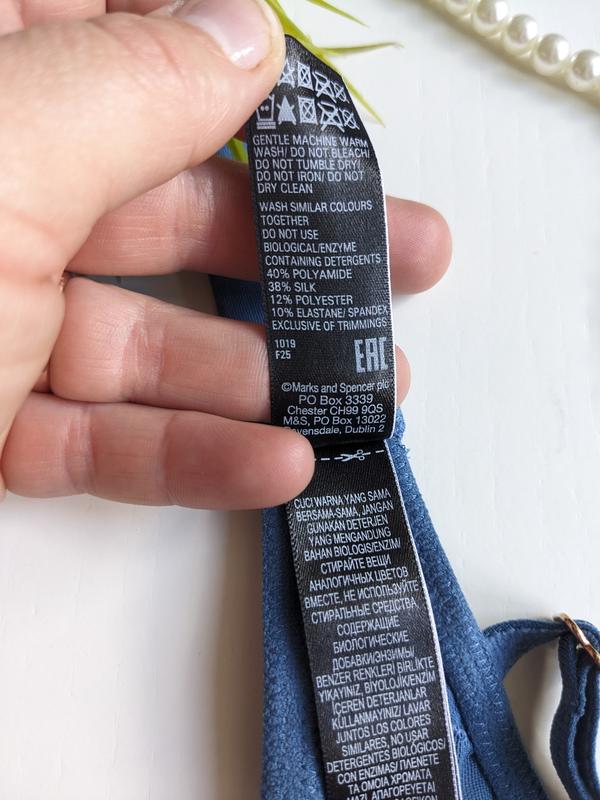 GENTLE MACHINE WARM
WASH/ DO NOT BLEACH/
DO NOT TUMBLE DRY/
DO NOT IRON/ DO NOT
DRY CLEAN
WASH SIMILAR COLOURS
TOGETHER
DO NOT USE
BIOLOGICAL/ENZYME
CONTAINING DETERGENTS
40% POLYAMIDE
38% SILK
12% POLYESTER
10% ELASTANE/ SPANDEX
EXCLUSIVE OF TRIMMINGS
1019
F25
EAC
©Marks and Spencer plc
PO Box 3339
Chester CH99 9QS
M&S, PO Box 13022
Dublin 2
CUCI WARNA YANG SAMA
BERSAMA-SAMA, JANGAN
GUNAKAN DETERJEN
YANG MENGANDUNG
BAHAN BIOLOGIS/ENZIM/
СТИРАЙТЕ ВЕЩИ
АНАЛОГИЧНЫХ ЦВЕТОВ
ВМЕСТЕ, НЕ ИСПОЛЬЗУЙТЕ
СТИРАЛЬНЫЕ СРЕДСТВА
СОДЕРЖАЩИЕ
БИОЛОГИЧЕСКИЕ
ДОБАВКИ/ЭНЗИМЫ/
BENZER RENKLERİ BİRLİKTE
YIKAYINIZ, BİYOLOJİK/ENZİM
İÇEREN DETERJANLAR
KULLANMAYINIZ/ LAVAR
JUNTOS LOS COLORES
SIMILARES, NO USAR
DETERGENTES BIOLÓGICOS/
CON ENZIMAS/ ΠΛΕΝΕΤΕ
ΤΑ ΟΜΟΙΑ ΧΡΩΜΑΤΑ
ΜΑΖΙ ΑΠΑΓΟΡΕΥΕΤΑΙ